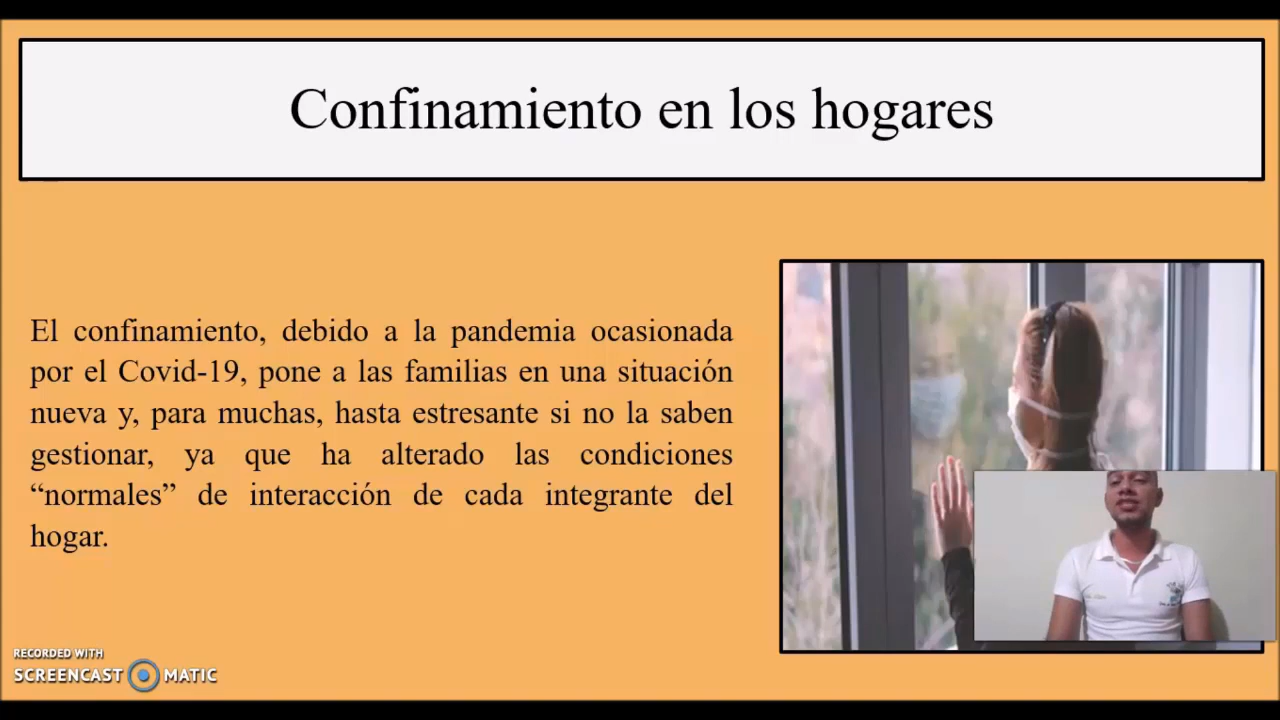 Confinamiento en los hogares
El confinamiento, debido a la pandemia ocasionada
por el Covid-19, pone a las familias en una situación
nueva y, para muchas, hasta estresante si no la saben
gestionar, ya que ha alterado las condiciones
“normales” de interacción de cada integrante del
hogar.
RECORDED WITH
SCREENCAST MATIC